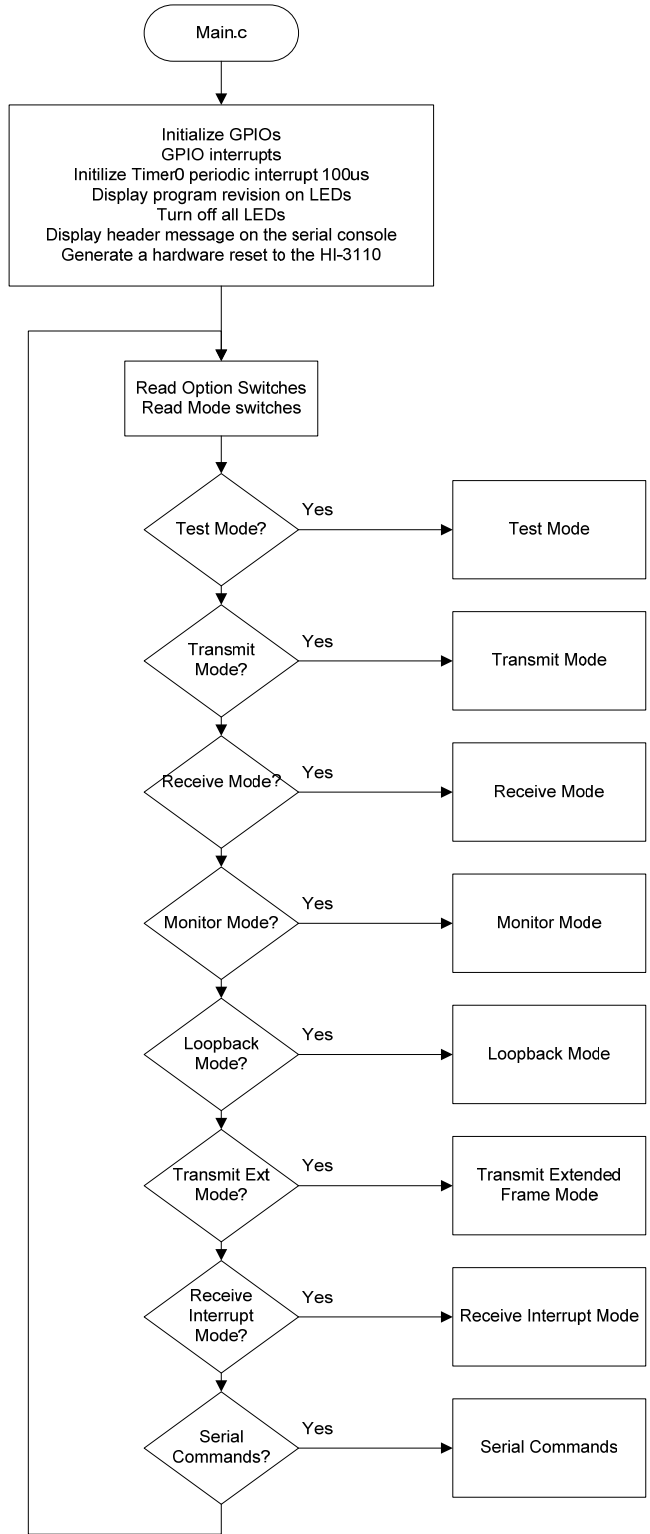 Main.c
Initialize GPIOs
GPIO interrupts
Initilize Timer0 periodic interrupt 100us
Display program revision on LEDs
Turn off all LEDs
Display header message on the serial console
Generate a hardware reset to the HI-3110
Read Option Switches
Read Mode switches
Test Mode?
Yes
Test Mode
Transmit
Mode?
Yes
Transmit Mode
Receive Mode?
Yes
Receive Mode
Monitor Mode?
Yes
Monitor Mode
Loopback
Mode?
Yes
Loopback Mode
Transmit Ext
Mode?
Yes
Transmit Extended
Frame Mode
Receive
Interrupt
Mode?
Yes
Receive Interrupt Mode
Serial
Commands?
Yes
Serial Commands